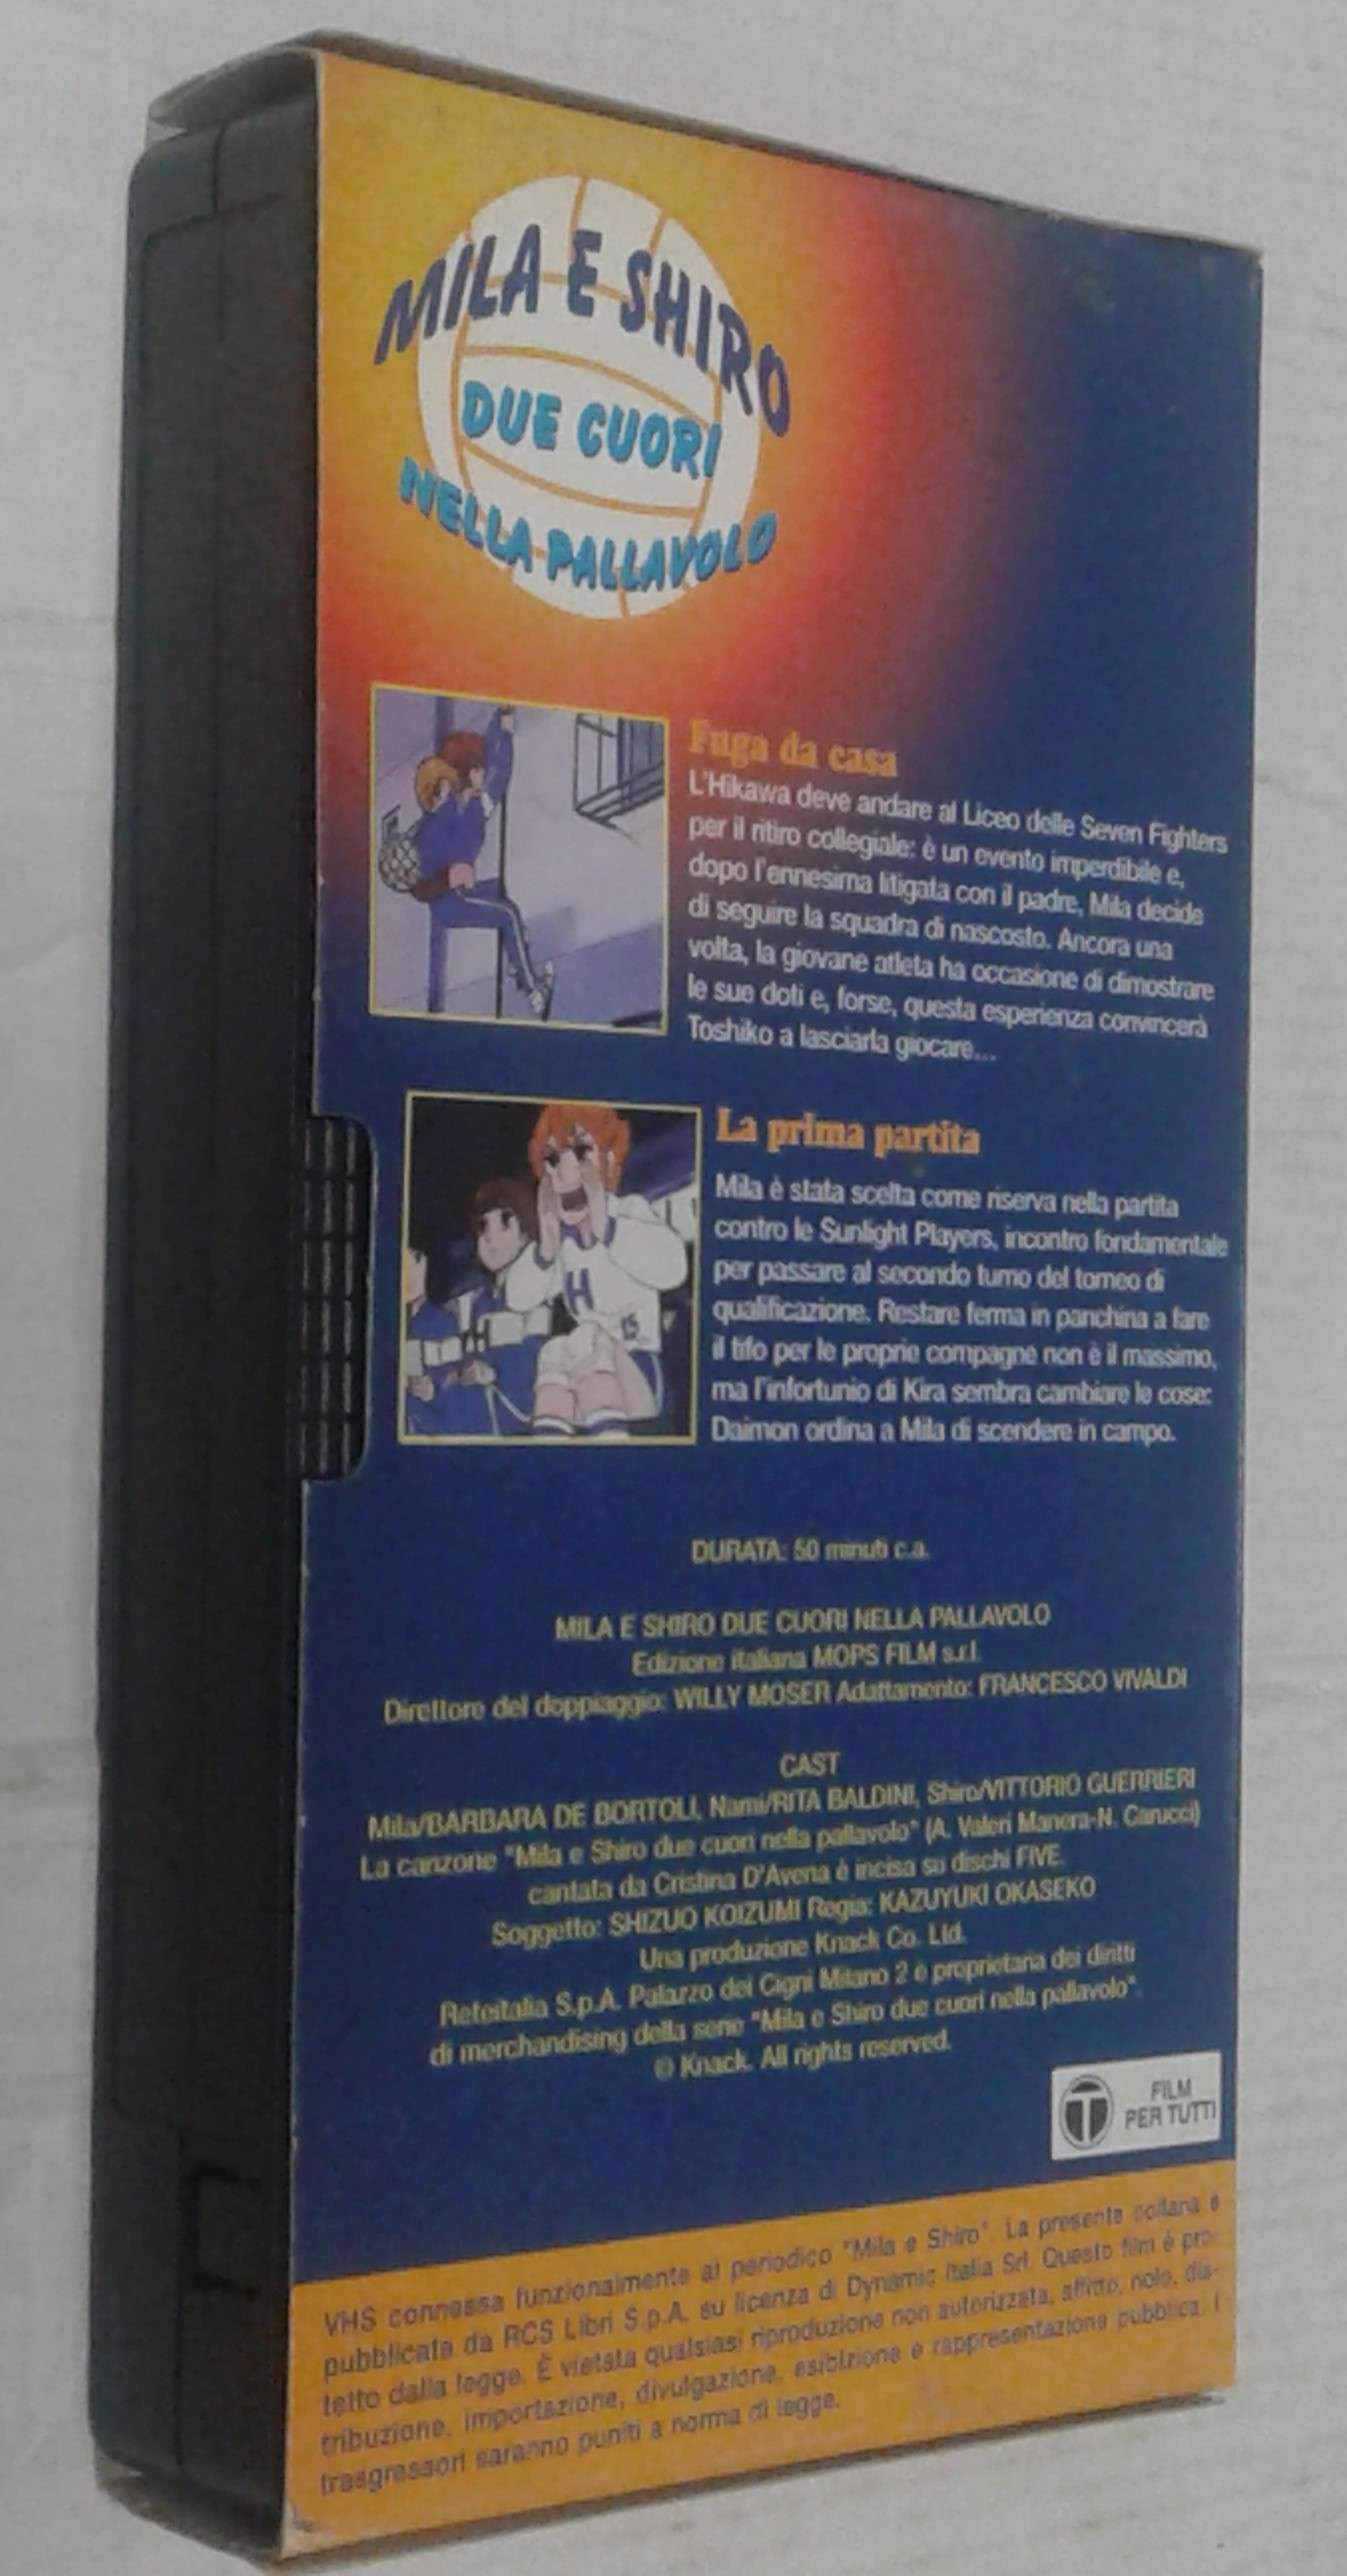 MILA E SHIRO
DUE CUORI
NELLA PALLAVOLO
Fuga da casa
L'Hikawa deve andare al Liceo delle Seven Fighters
per il ritiro collegiale: è un evento imperdibile e,
dopo l'ennesima litigata con il padre, Mila decide
di seguire la squadra di nascosto. Ancora una
volta, la giovane atleta ha occasione di dimostrare
le sue doti e, forse, questa esperienza convincerà
Toshiko a lasciarla giocare...
La prima partita
Mila è stata scelta come riserva nella partita
contro le Sunlight Players, incontro fondamentale
per passare al secondo turno del torneo di
qualificazione. Restare ferma in panchina a fare
il tifo per le proprie compagne non è il massimo,
ma l'infortunio di Kira sembra cambiare le cose:
Daimon ordina a Mila di scendere in campo.
H
15
H
DURATA: 50 minuti c.a.
MILA E SHIRO DUE CUORI NELLA PALLAVOLO
Edizione italiana MOPS FILM s.r.l.
Direttore del doppiaggio: WILLY MOSER Adattamento: FRANCESCO VIVALDI
CAST
Mila/BARBARA DE BORTOLI, Nami/RITA BALDINI, Shiro/VITTORIO GUERRIERI
La canzone "Mila e Shiro due cuori nella pallavolo" (A. Valeri Manera-N. Carucci)
cantata da Cristina D'Avena è incisa su dischi FIVE.
Soggetto: SHIZUO KOIZUMI Regia: KAZUYUKI OKASEKO
Una produzione Knack Co. Ltd.
Reteitalia S.p.A. Palazzo dei Cigni Milano 2 è proprietaria dei diritti
di merchandising della serie "Mila e Shiro due cuori nella pallavolo".
© Knack. All rights reserved.
T FILM
PER TUTTI
VHS connessa funzionalmente al periodico "Mila e Shiro". La presente collana è
pubblicata da RCS Libri S.p.A. su licenza di Dynamic Italia Srl. Questo film è pro-
tetto dalla legge. È vietata qualsiasi riproduzione non autorizzata, affitto, nolo, dis-
tribuzione, importazione, divulgazione, esibizione e rappresentazione pubblica. I
trasgressori saranno puniti a norma di legge.